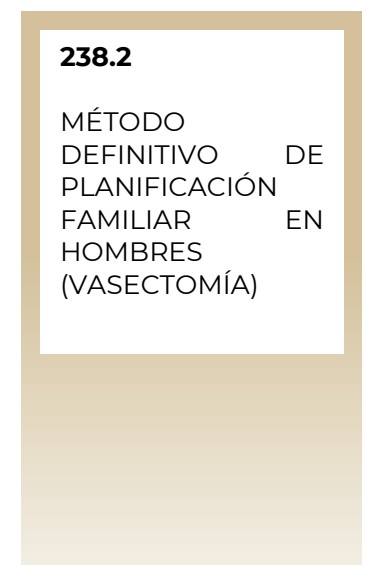 238.2
MÉTODO
DEFINITIVO DE
PLANIFICACIÓN
FAMILIAR EN
HOMBRES
(VASECTOMÍA)